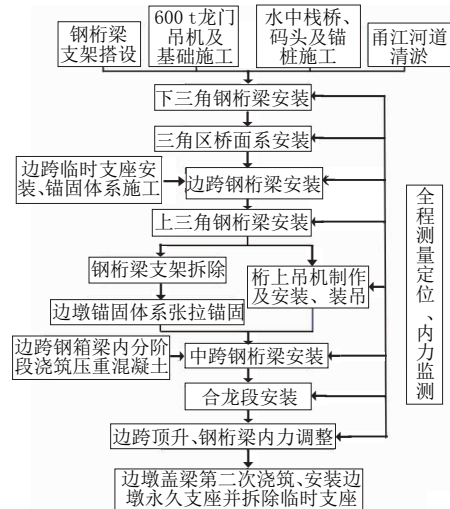 钢桁梁
支架搭设
600 t龙门
吊机及
基础施工
水中栈桥、
码头及锚
桩施工
甬江河道
清淤
下三角钢桁梁安装
三角区桥面系安装
边跨临时支座安
装、锚固体系施工
边跨钢桁梁安装
上三角钢桁梁安装
钢桁梁支架拆除
桁上吊机制作
及安装、装吊
边墩锚固体系张拉锚固
边跨钢箱梁内分阶
段浇筑压重混凝土
中跨钢桁梁安装
合龙段安装
边跨顶升、钢桁梁内力调整
边墩盖梁第二次浇筑、安装边
墩永久支座并拆除临时支座
全程测量定位、内力监测